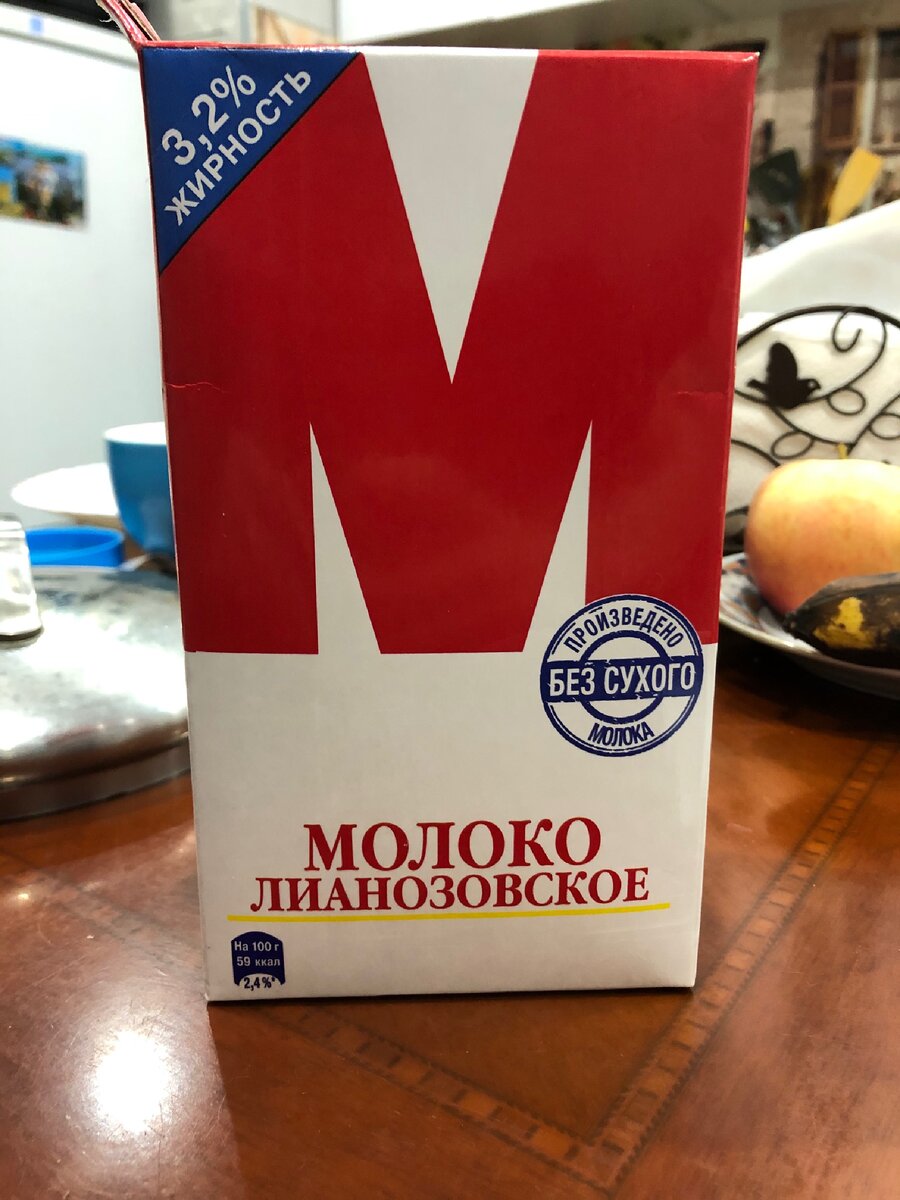 3,2%
ЖИРНОСТЬ
М
ПРОИЗВЕДЕНО
БЕЗ СУХОГО
МОЛОКА
МОЛОКО
ЛИАНОЗОВСКОЕ
На 100 г
59 ккал
2,4%*